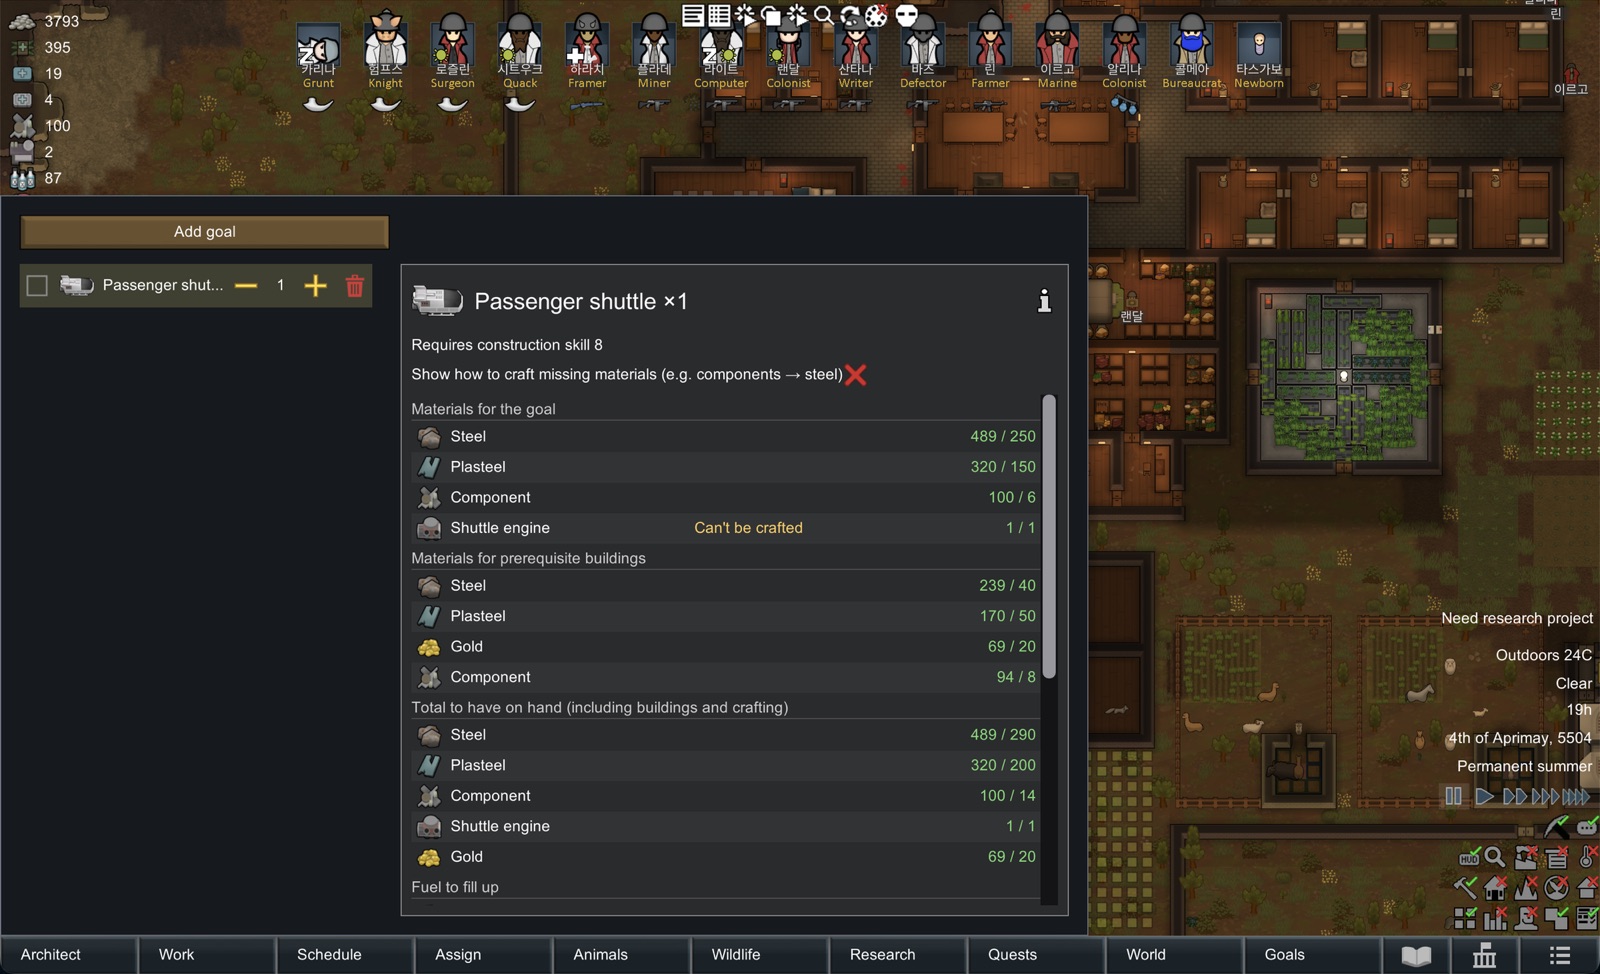 3793
395
19
4
100
2
87
카리나
Grunt
험프스
Knight
로즐린
Surgeon
시트우크
Quack
하라치
Framer
플라테
Miner
라이트
Computer
랜달
Colonist
산타나
Writer
바즈
Defector
린
Farmer
이르고
Marine
알리나
Colonist
콜메아
Bureaucrat
타스가보
Newborn
린
이르고
랜달
Add goal
Passenger shut...
1
Passenger shuttle ×1
Requires construction skill 8
Show how to craft missing materials (e.g. components → steel)
Materials for the goal
Steel 489 / 250
Plasteel 320 / 150
Component 100 / 6
Shuttle engine Can't be crafted 1 / 1
Materials for prerequisite buildings
Steel 239 / 40
Plasteel 170 / 50
Gold 69 / 20
Component 94 / 8
Total to have on hand (including buildings and crafting)
Steel 489 / 290
Plasteel 320 / 200
Component 100 / 14
Shuttle engine 1 / 1
Gold 69 / 20
Fuel to fill up
Need research project
Outdoors 24C
Clear
19h
4th of Aprimay, 5504
Permanent summer
HUD
Architect Work Schedule Assign Animals Wildlife Research Quests World Goals